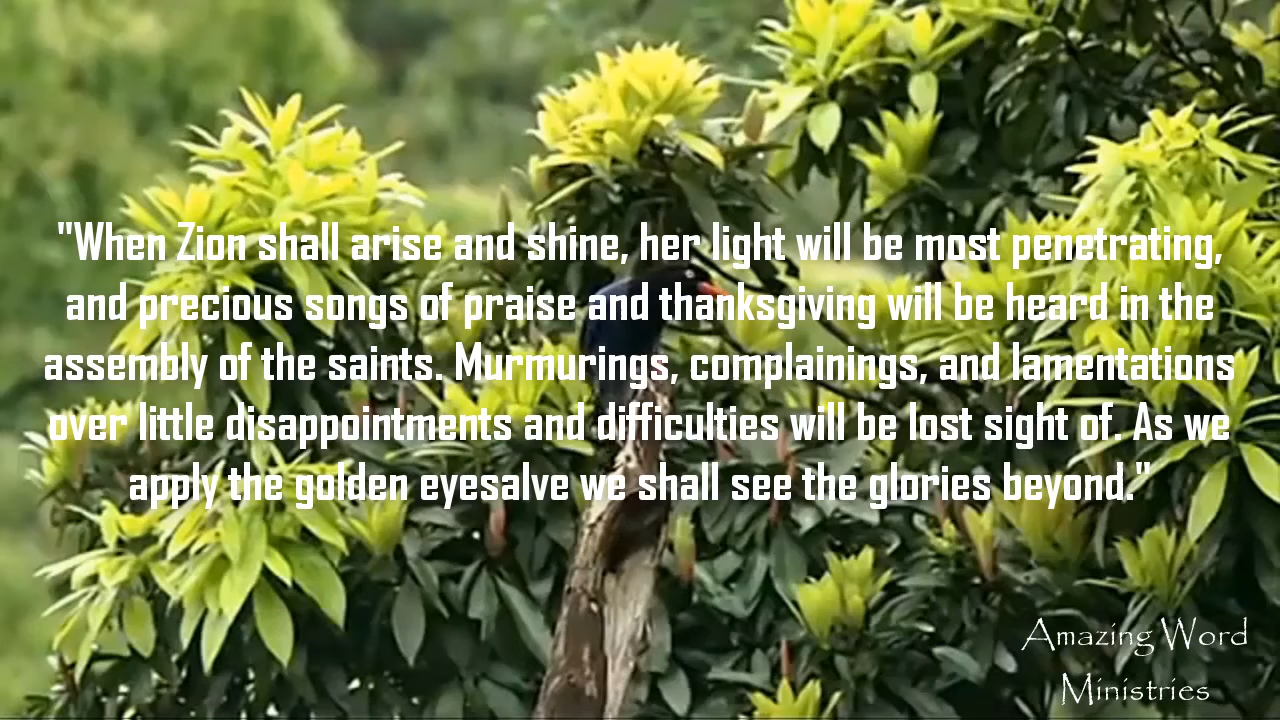 "When Zion shall arise and shine, her light will be most penetrating,
and precious songs of praise and thanksgiving will be heard in the
assembly of the saints. Murmurings, complainings, and lamentations
over little disappointments and difficulties will be lost sight of. As we
apply the golden eyesalve we shall see the glories beyond."
Amazing Word
Ministries